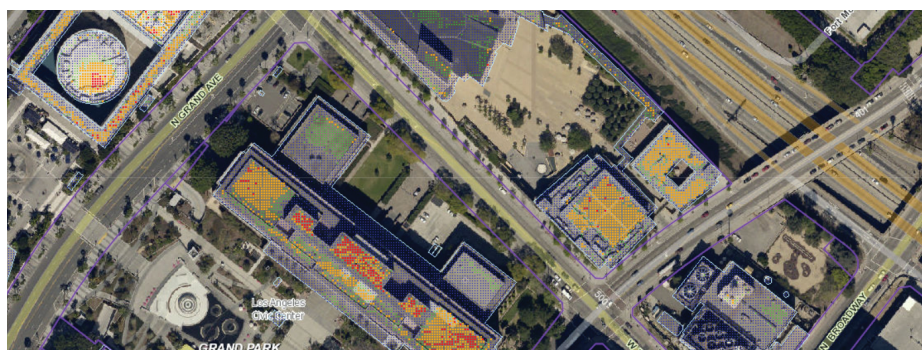 N GRAND AVE
Los Angeles
Civic Center
GRAND PARK
W
N BROADWAY